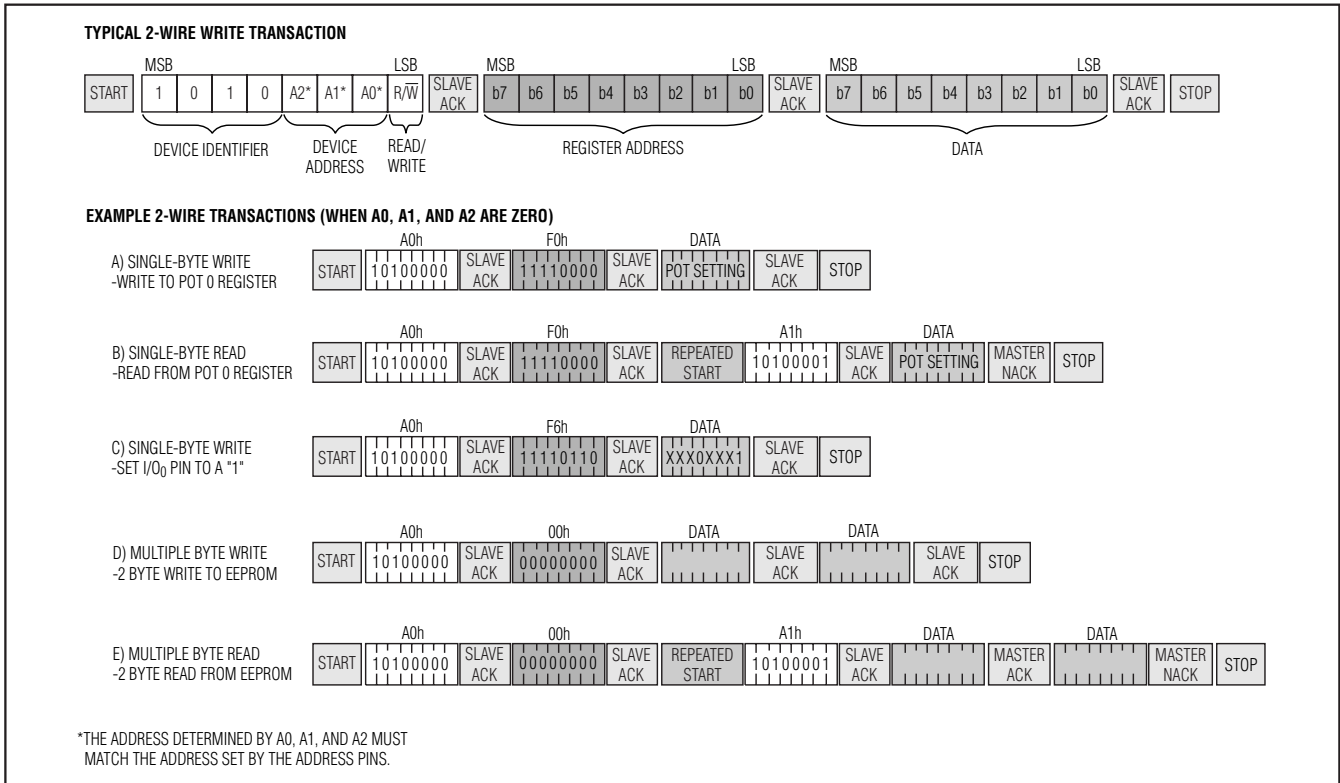 TYPICAL 2-WIRE WRITE TRANSACTION
MSB LSB MSB LSB MSB LSB
START 1 0 1 0 A2* A1* A0* R/W̅ SLAVE ACK b7 b6 b5 b4 b3 b2 b1 b0 SLAVE ACK b7 b6 b5 b4 b3 b2 b1 b0 SLAVE ACK STOP
DEVICE IDENTIFIER DEVICE ADDRESS READ/WRITE REGISTER ADDRESS DATA
EXAMPLE 2-WIRE TRANSACTIONS (WHEN A0, A1, AND A2 ARE ZERO)
A0h F0h DATA
A) SINGLE-BYTE WRITE
-WRITE TO POT 0 REGISTER
START 10100000 SLAVE ACK 11110000 SLAVE ACK POT SETTING SLAVE ACK STOP
A0h F0h A1h DATA
B) SINGLE-BYTE READ
-READ FROM POT 0 REGISTER
START 10100000 SLAVE ACK 11110000 SLAVE ACK REPEATED START 10100001 SLAVE ACK POT SETTING MASTER NACK STOP
A0h F6h DATA
C) SINGLE-BYTE WRITE
-SET I/O₀ PIN TO A "1"
START 10100000 SLAVE ACK 11110110 SLAVE ACK XXX0XXX1 SLAVE ACK STOP
A0h 00h DATA DATA
D) MULTIPLE BYTE WRITE
-2 BYTE WRITE TO EEPROM
START 10100000 SLAVE ACK 00000000 SLAVE ACK SLAVE ACK SLAVE ACK STOP
A0h 00h A1h DATA DATA
E) MULTIPLE BYTE READ
-2 BYTE READ FROM EEPROM
START 10100000 SLAVE ACK 00000000 SLAVE ACK REPEATED START 10100001 SLAVE ACK MASTER ACK MASTER NACK STOP
*THE ADDRESS DETERMINED BY A0, A1, AND A2 MUST
MATCH THE ADDRESS SET BY THE ADDRESS PINS.